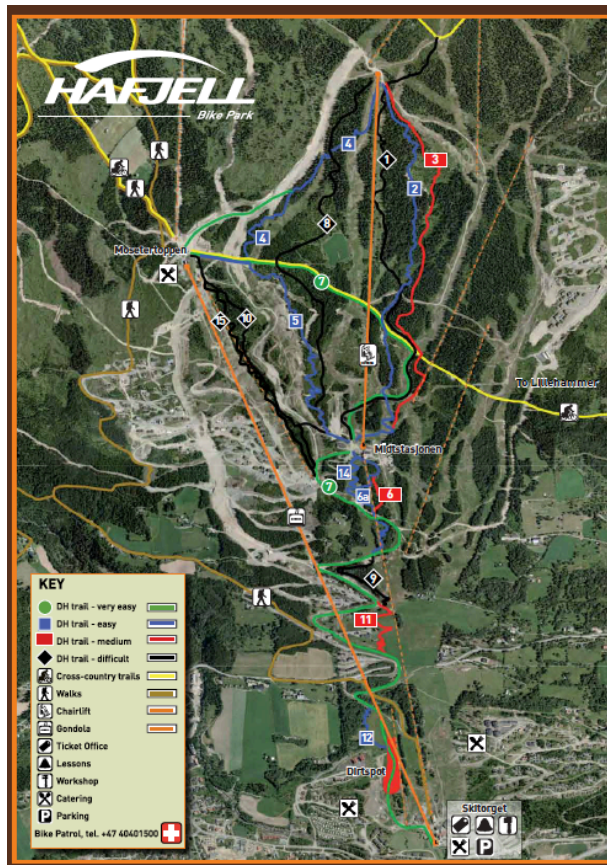 HAFJELL
Bike Park
4
1
3
2
8
4
Mosetertoppen
7
5
15
10
To Lillehammer
Midtstasjonen
14
7
6a
6
9
11
12
Dirtspot
Skitorget
P
KEY
DH trail - very easy
DH trail - easy
DH trail - medium
DH trail - difficult
Cross-country trails
Walks
Chairlift
Gondola
Ticket Office
Lessons
Workshop
Catering
P Parking
Bike Patrol, tel. +47 40401500